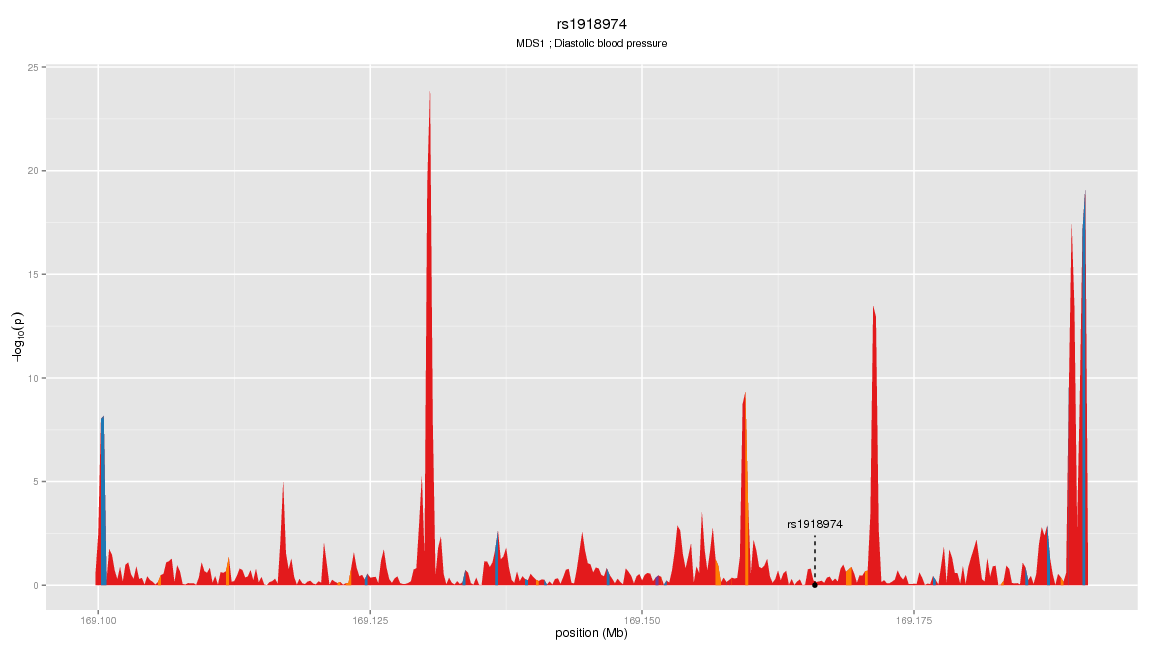 rs1918974
MDS1 ; Diastolic blood pressure
25
20
15
10
5
0
−log10(p)
rs1918974
169.100
169.125
169.150
169.175
position (Mb)